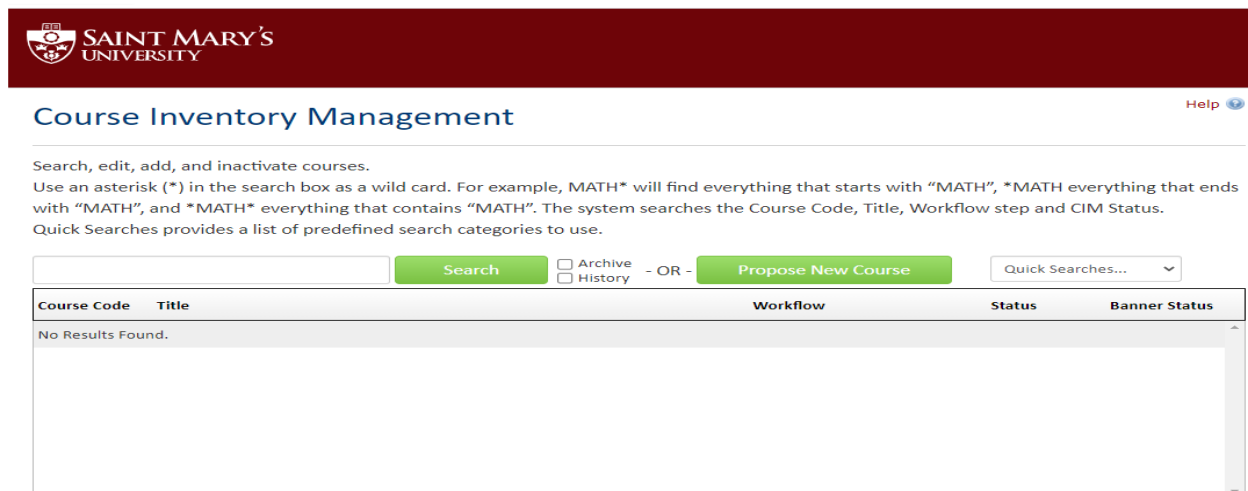 SAINT MARY'S
UNIVERSITY
Help
Course Inventory Management
Search, edit, add, and inactivate courses.
Use an asterisk (*) in the search box as a wild card. For example, MATH* will find everything that starts with “MATH”, *MATH everything that ends
with “MATH”, and *MATH* everything that contains “MATH”. The system searches the Course Code, Title, Workflow step and CIM Status.
Quick Searches provides a list of predefined search categories to use.
Search Archive History - OR - Propose New Course Quick Searches...
Course Code Title Workflow Status Banner Status
No Results Found.